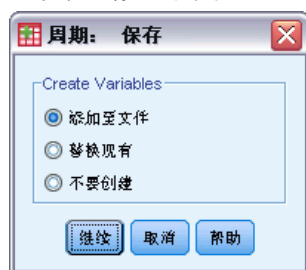 周期： 保存
Create Variables
添加至文件
替换现有
不要创建
继续 取消 帮助